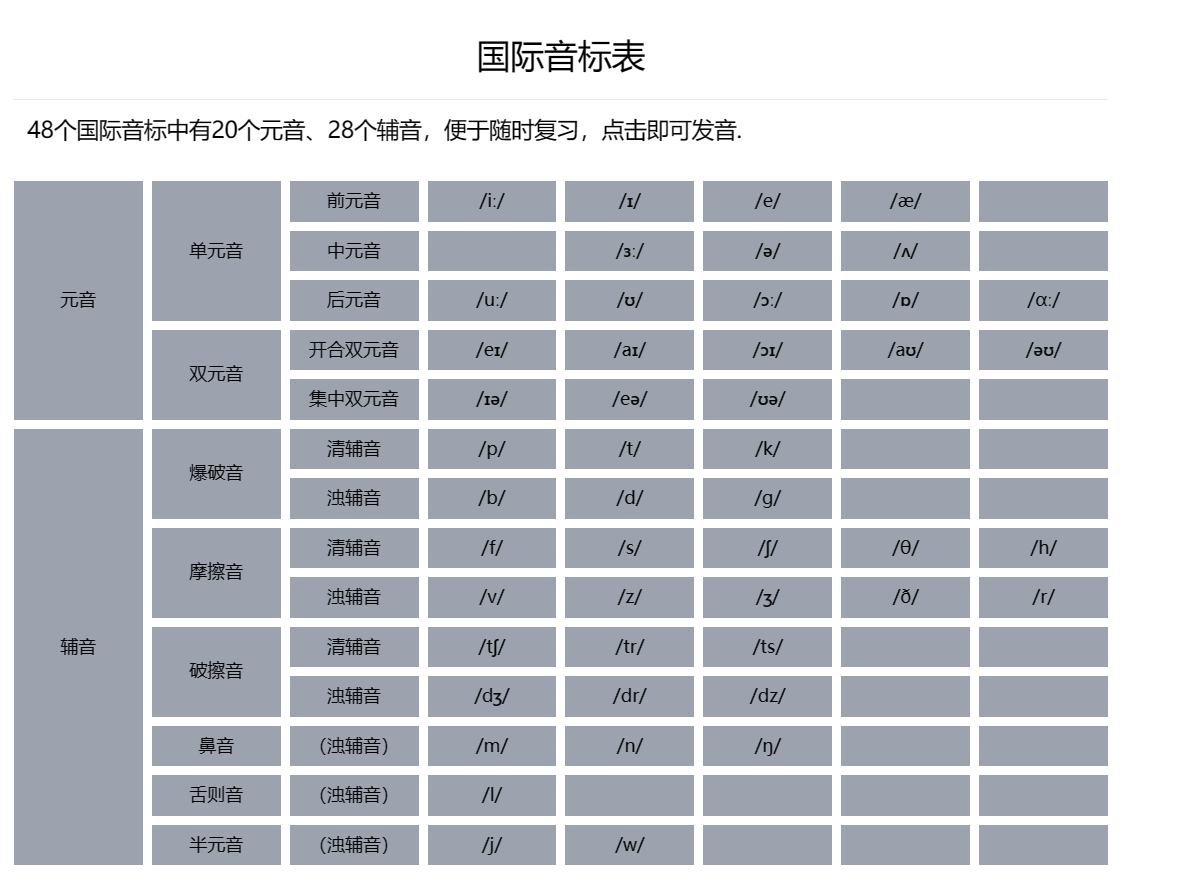 国际音标表
48个国际音标中有20个元音、28个辅音，便于随时复习，点击即可发音.
元音
单元音
前元音 /iː/ /ɪ/ /e/ /æ/
中元音 /ɜː/ /ə/ /ʌ/
后元音 /uː/ /ʊ/ /ɔː/ /ɒ/ /ɑː/
双元音
开合双元音 /eɪ/ /aɪ/ /ɔɪ/ /aʊ/ /əʊ/
集中双元音 /ɪə/ /eə/ /ʊə/
辅音
爆破音
清辅音 /p/ /t/ /k/
浊辅音 /b/ /d/ /g/
摩擦音
清辅音 /f/ /s/ /ʃ/ /θ/ /h/
浊辅音 /v/ /z/ /ʒ/ /ð/ /r/
破擦音
清辅音 /tʃ/ /tr/ /ts/
浊辅音 /dʒ/ /dr/ /dz/
鼻音 （浊辅音） /m/ /n/ /ŋ/
舌则音 （浊辅音） /l/
半元音 （浊辅音） /j/ /w/